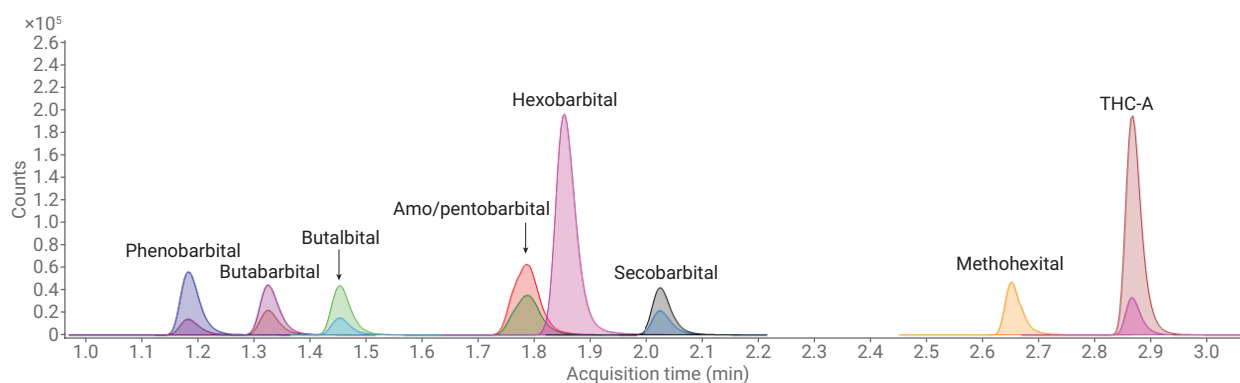 ×10⁵
2.6
2.4
2.2
2.0
1.8
1.6
1.4
1.2
1.0
0.8
0.6
0.4
0.2
0
Counts
Phenobarbital
Butabarbital
Butalbital
Amo/pentobarbital
Hexobarbital
Secobarbital
Methohexital
THC-A
1.0 1.1 1.2 1.3 1.4 1.5 1.6 1.7 1.8 1.9 2.0 2.1 2.2 2.3 2.4 2.5 2.6 2.7 2.8 2.9 3.0
Acquisition time (min)